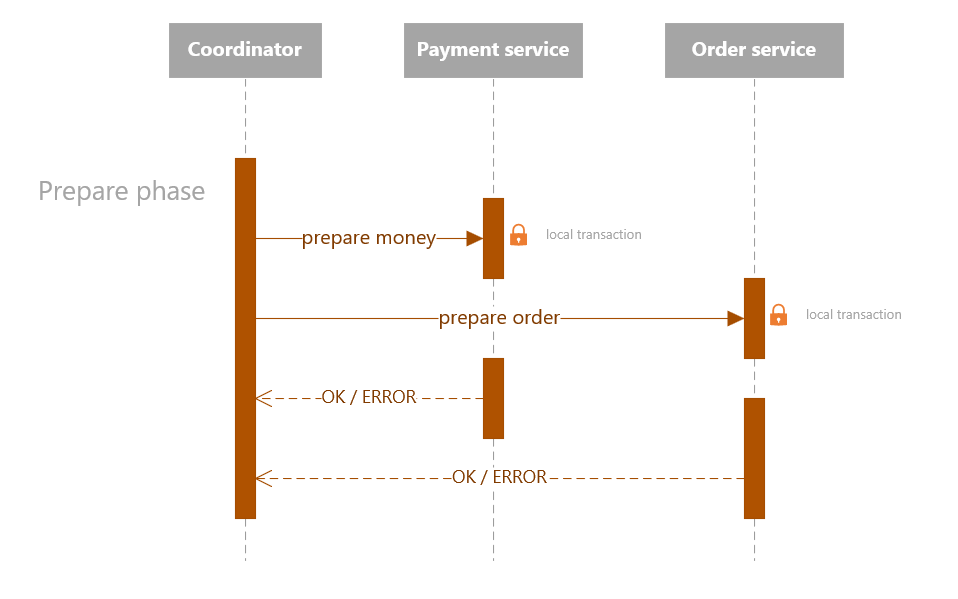 Coordinator
Payment service
Order service
Prepare phase
prepare money
local transaction
prepare order
local transaction
OK / ERROR
OK / ERROR